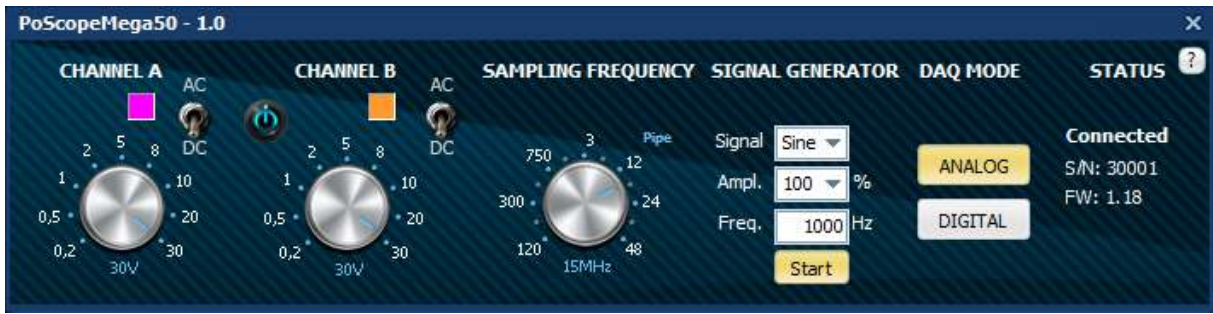 PoScopeMega50 - 1.0
?
CHANNEL A
AC
DC
0,2
0,5
1
2
5
8
10
20
30
30V
CHANNEL B
AC
DC
0,2
0,5
1
2
5
8
10
20
30
30V
SAMPLING FREQUENCY
Pipe
120
300
750
3
12
24
48
15MHz
SIGNAL GENERATOR
Signal Sine
Ampl. 100 %
Freq. 1000 Hz
Start
DAQ MODE
ANALOG
DIGITAL
STATUS
Connected
S/N: 30001
FW: 1.18